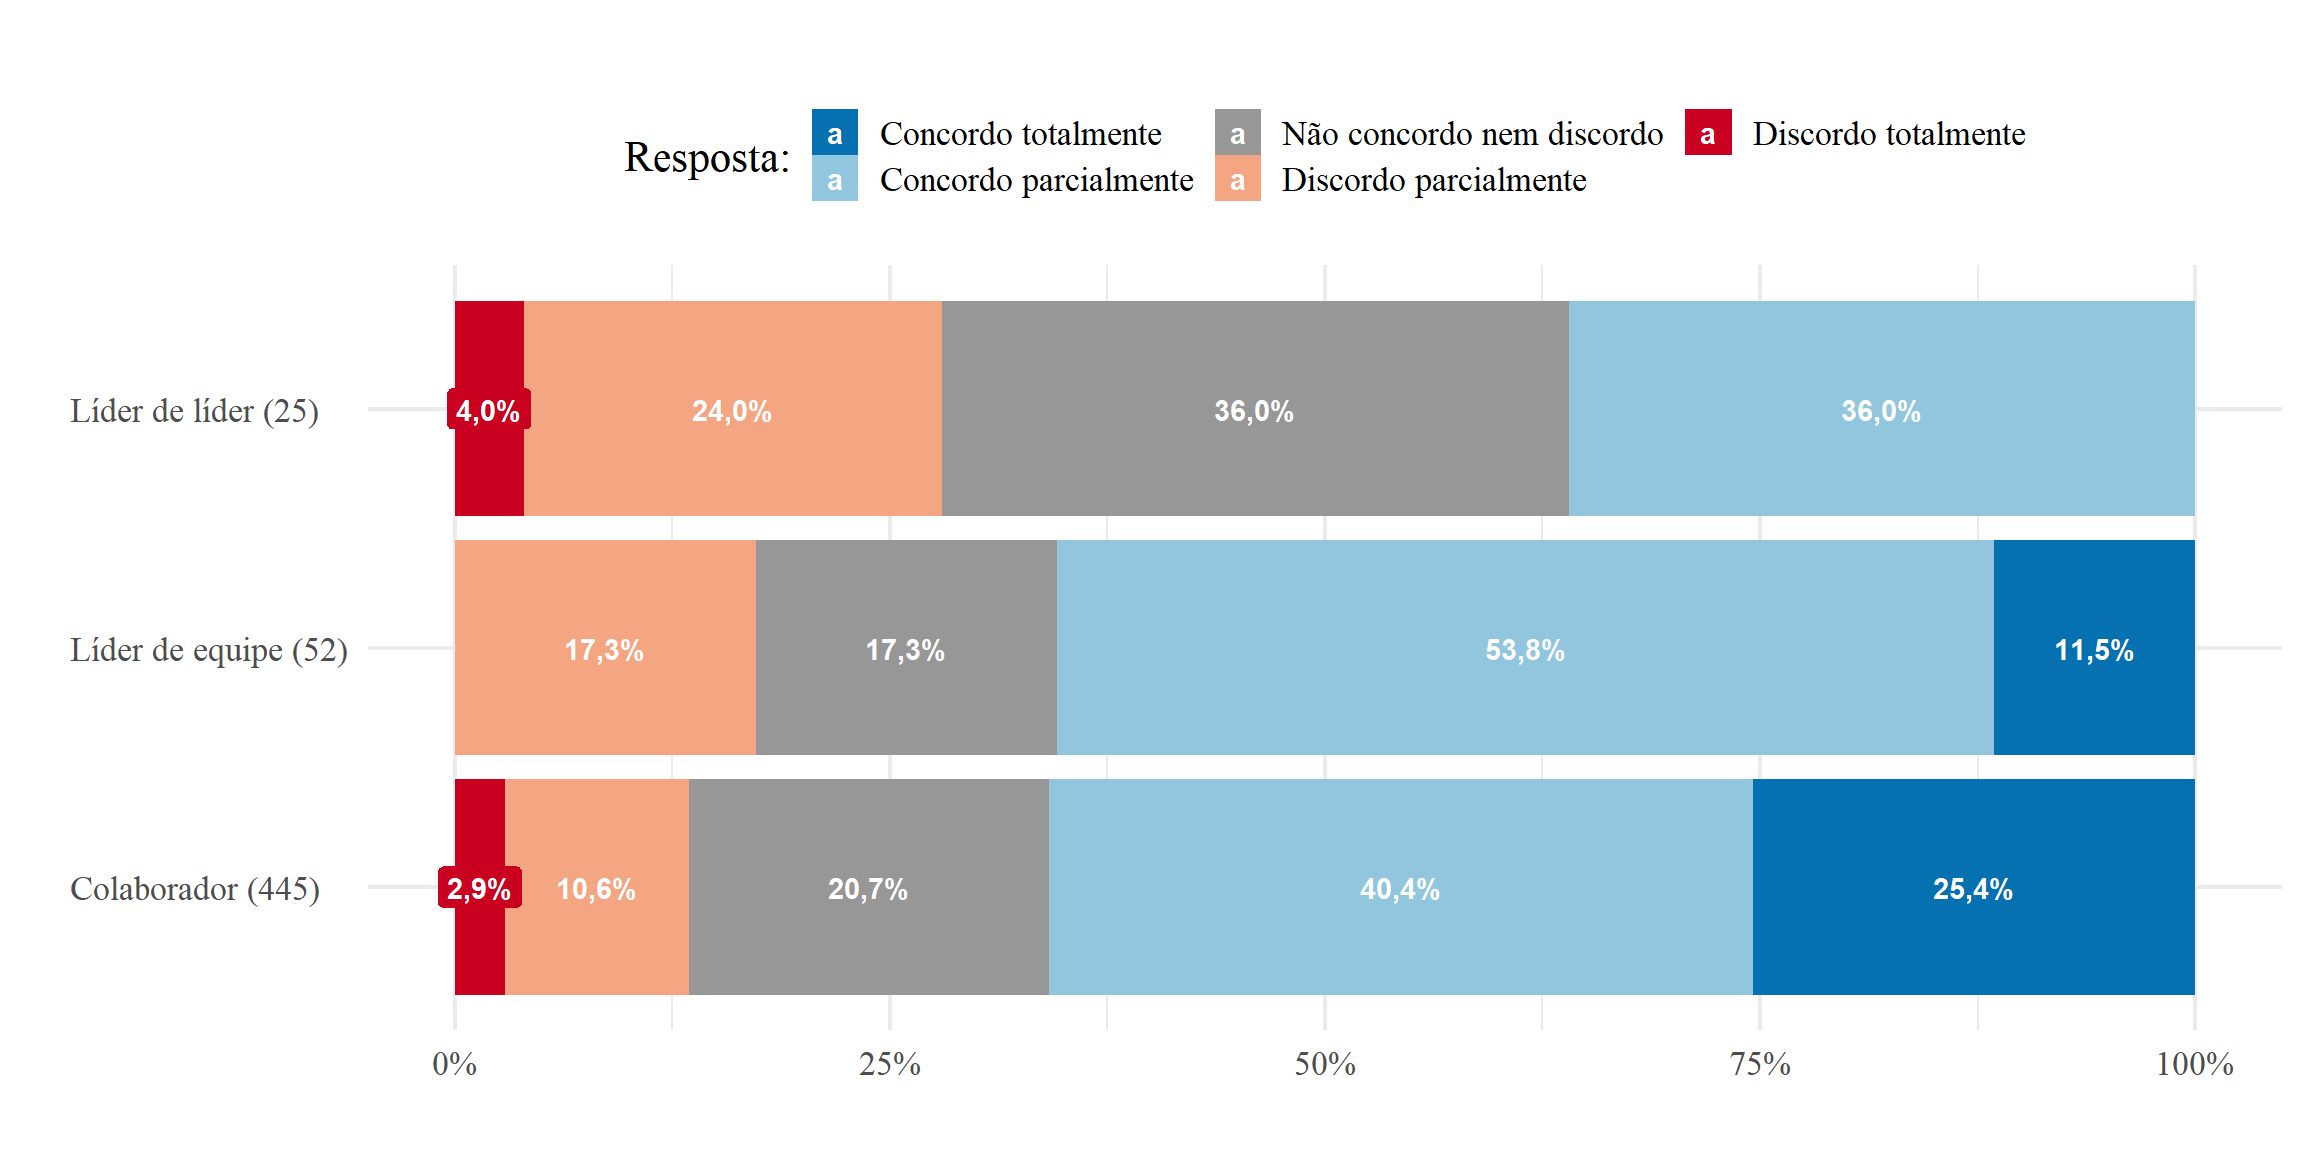 Resposta:
a Concordo totalmente a Não concordo nem discordo a Discordo totalmente
a Concordo parcialmente a Discordo parcialmente
Líder de líder (25) 4,0% 24,0% 36,0% 36,0%
Líder de equipe (52) 17,3% 17,3% 53,8% 11,5%
Colaborador (445) 2,9% 10,6% 20,7% 40,4% 25,4%
0% 25% 50% 75% 100%